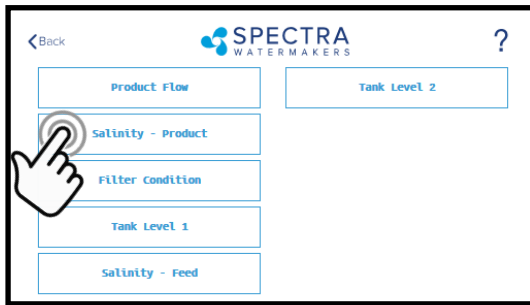 Back
SPECTRA
WATERMAKERS
?
Product Flow
Tank Level 2
Salinity - Product
Filter Condition
Tank Level 1
Salinity - Feed